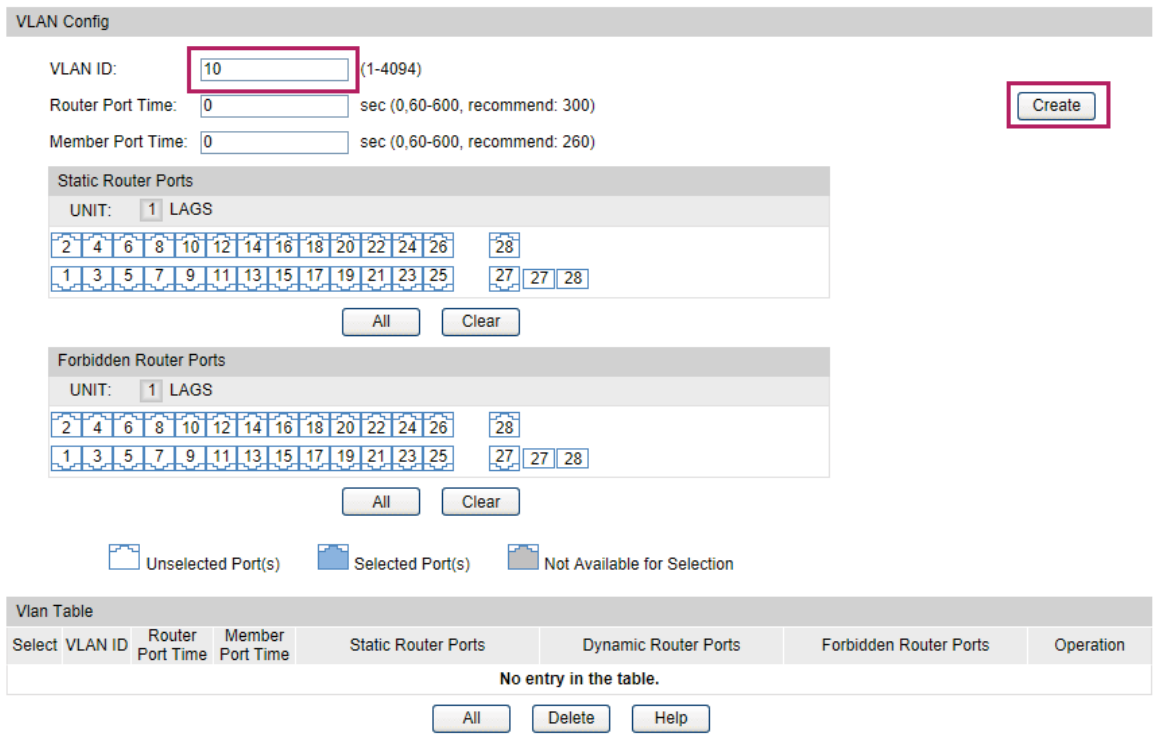 VLAN Config
VLAN ID: 10 (1-4094)
Router Port Time: 0 sec (0,60-600, recommend: 300) Create
Member Port Time: 0 sec (0,60-600, recommend: 260)
Static Router Ports
UNIT: 1 LAGS
2 4 6 8 10 12 14 16 18 20 22 24 26 28
1 3 5 7 9 11 13 15 17 19 21 23 25 27 27 28
All Clear
Forbidden Router Ports
UNIT: 1 LAGS
2 4 6 8 10 12 14 16 18 20 22 24 26 28
1 3 5 7 9 11 13 15 17 19 21 23 25 27 27 28
All Clear
Unselected Port(s) Selected Port(s) Not Available for Selection
Vlan Table
Select VLAN ID Router Port Time Member Port Time Static Router Ports Dynamic Router Ports Forbidden Router Ports Operation
No entry in the table.
All Delete Help